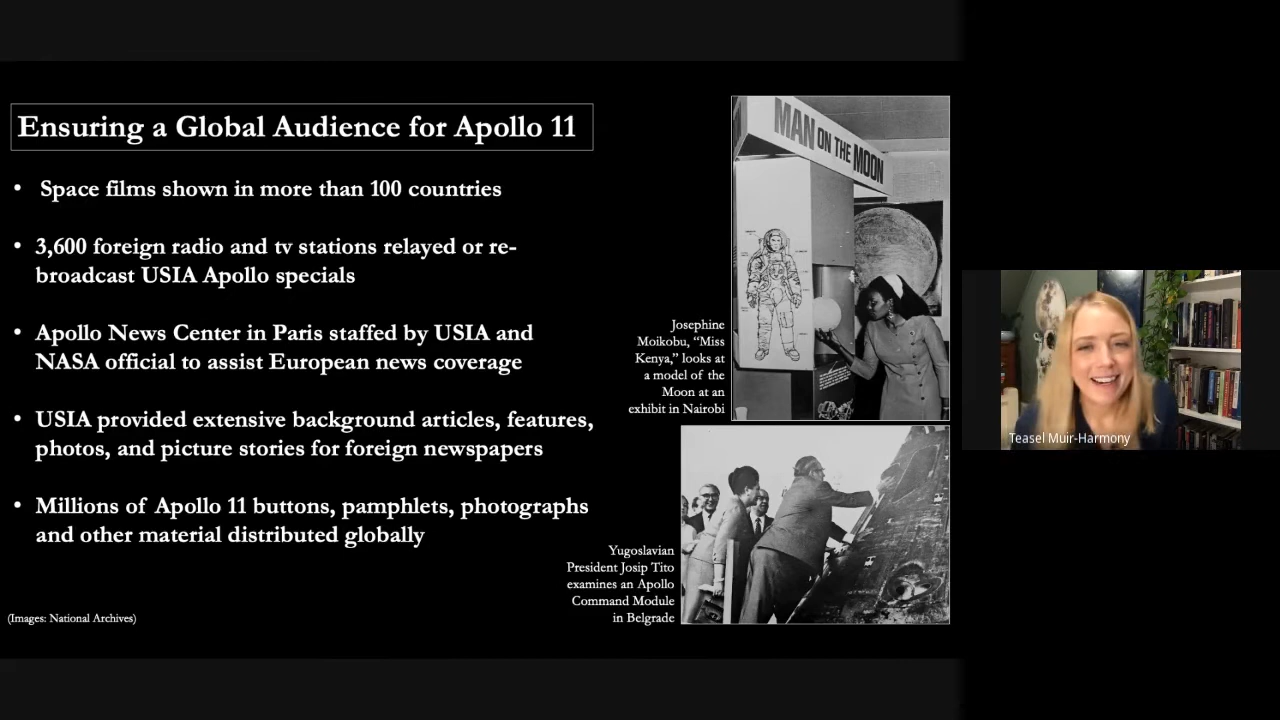 Ensuring a Global Audience for Apollo 11
• Space films shown in more than 100 countries
• 3,600 foreign radio and tv stations relayed or re-
broadcast USIA Apollo specials
• Apollo News Center in Paris staffed by USIA and
NASA official to assist European news coverage
• USIA provided extensive background articles, features,
photos, and picture stories for foreign newspapers
• Millions of Apollo 11 buttons, pamphlets, photographs
and other material distributed globally
(Images: National Archives)
MAN ON THE MOON
Josephine
Moikobu, “Miss
Kenya,” looks at
a model of the
Moon at an
exhibit in Nairobi
Yugoslavian
President Josip Tito
examines an Apollo
Command Module
in Belgrade
Teasel Muir-Harmony